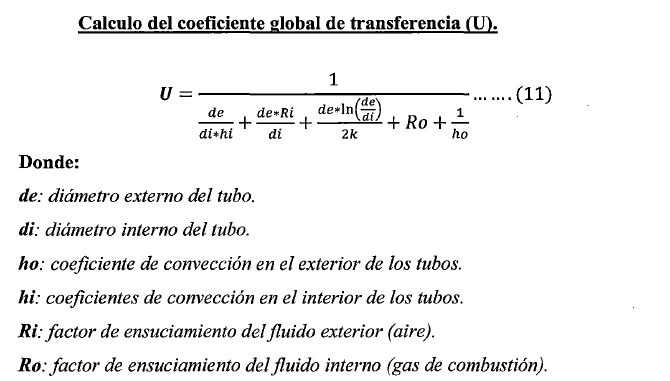 Calculo del coeficiente global de transferencia (U).
U = 1 / (de/(di*hi) + (de*Ri)/di + (de*ln(de/di))/2k + Ro + 1/ho) ... .... (11)
Donde:
de: diámetro externo del tubo.
di: diámetro interno del tubo.
ho: coeficiente de convección en el exterior de los tubos.
hi: coeficientes de convección en el interior de los tubos.
Ri: factor de ensuciamiento del fluido exterior (aire).
Ro: factor de ensuciamiento del fluido interno (gas de combustión).